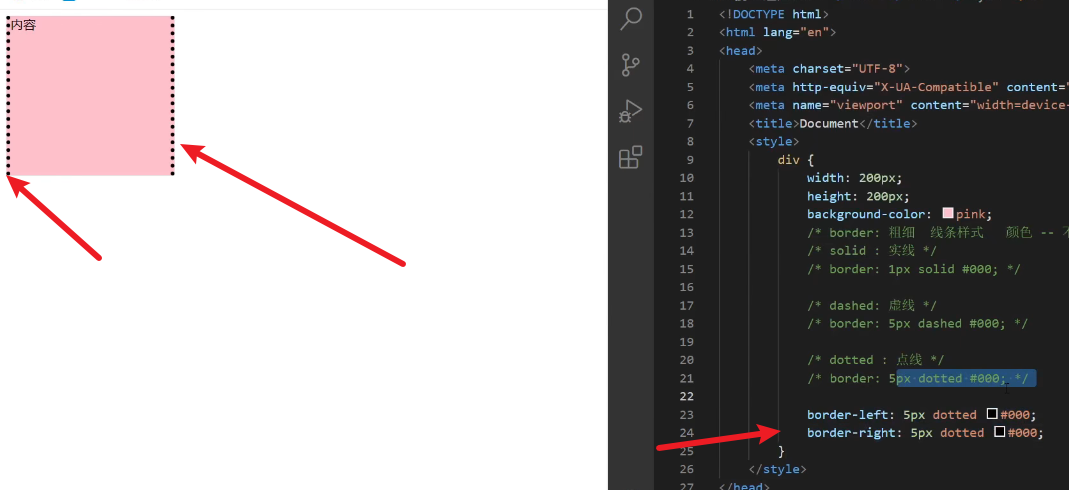 内容
1 <!DOCTYPE html>
2 <html lang="en">
3 <head>
4 <meta charset="UTF-8">
5 <meta http-equiv="X-UA-Compatible" content="
6 <meta name="viewport" content="width=device-
7 <title>Document</title>
8 <style>
9 div {
10 width: 200px;
11 height: 200px;
12 background-color: pink;
13 /* border: 粗细 线条样式 颜色 -- 不
14 /* solid : 实线 */
15 /* border: 1px solid #000; */
16
17 /* dashed: 虚线 */
18 /* border: 5px dashed #000; */
19
20 /* dotted : 点线 */
21 /* border: 5px dotted #000; */
22
23 border-left: 5px dotted #000;
24 border-right: 5px dotted #000;
25 }
26 </style>
27 </head>